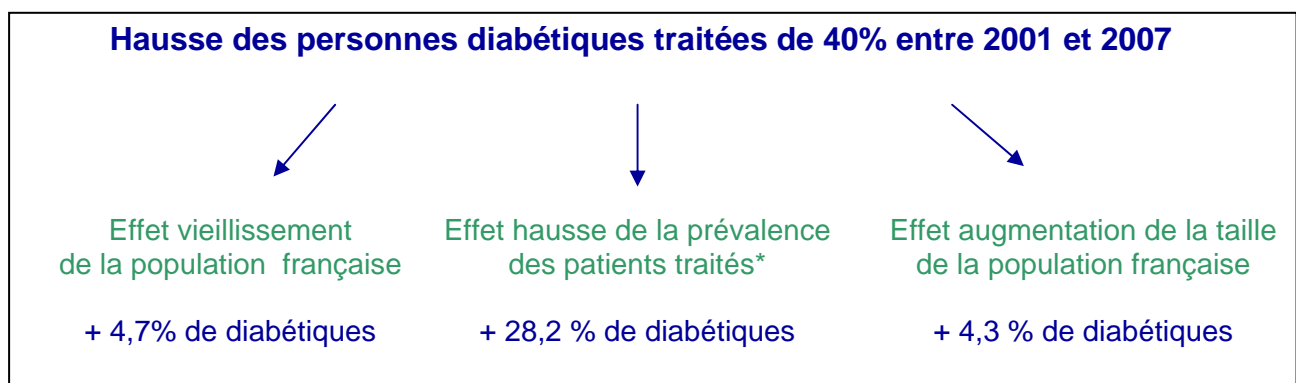 Hausse des personnes diabétiques traitées de 40% entre 2001 et 2007
Effet vieillissement
de la population française
+ 4,7% de diabétiques
Effet hausse de la prévalence
des patients traités*
+ 28,2 % de diabétiques
Effet augmentation de la taille
de la population française
+ 4,3 % de diabétiques